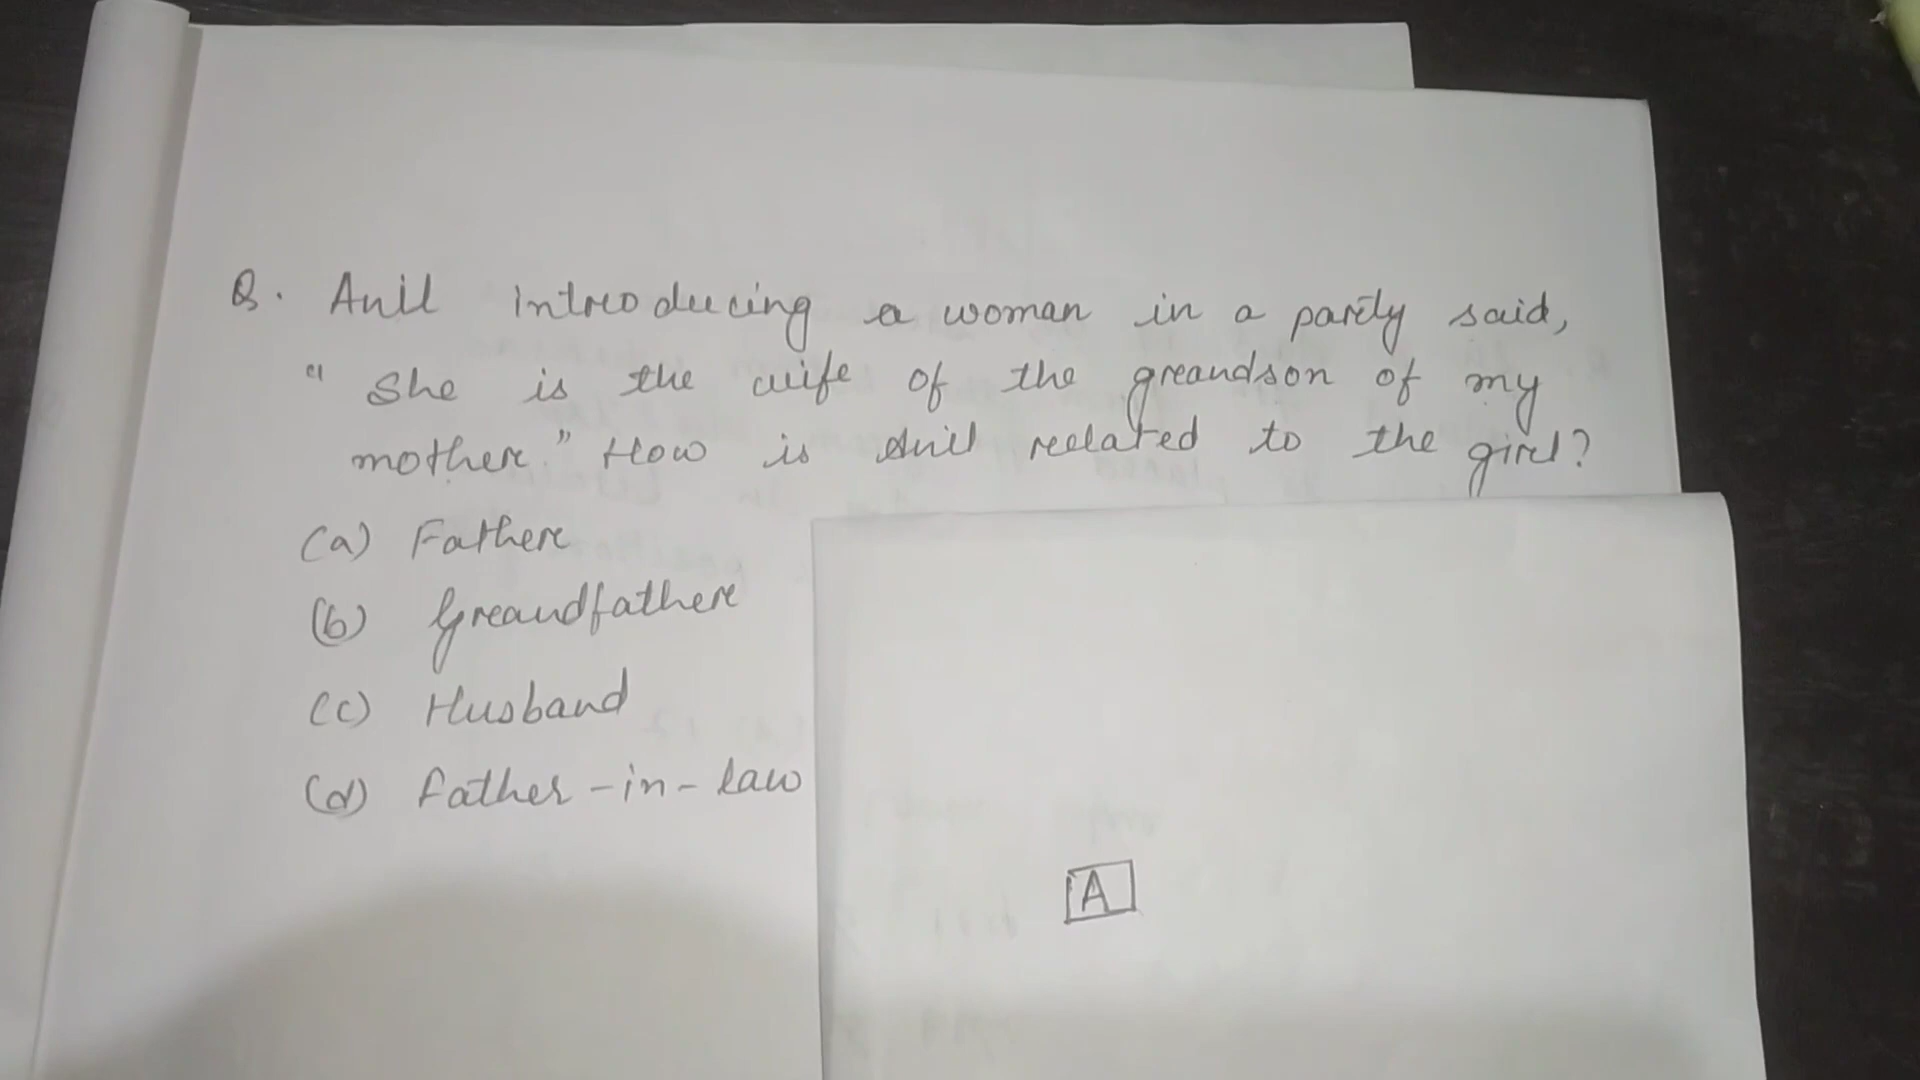 Q. Anil introducing a woman in a party said,
"She is the wife of the grandson of my
mother." How is Anil related to the girl?
(a) Father
(b) Grandfather
(c) Husband
(d) Father-in-law
A